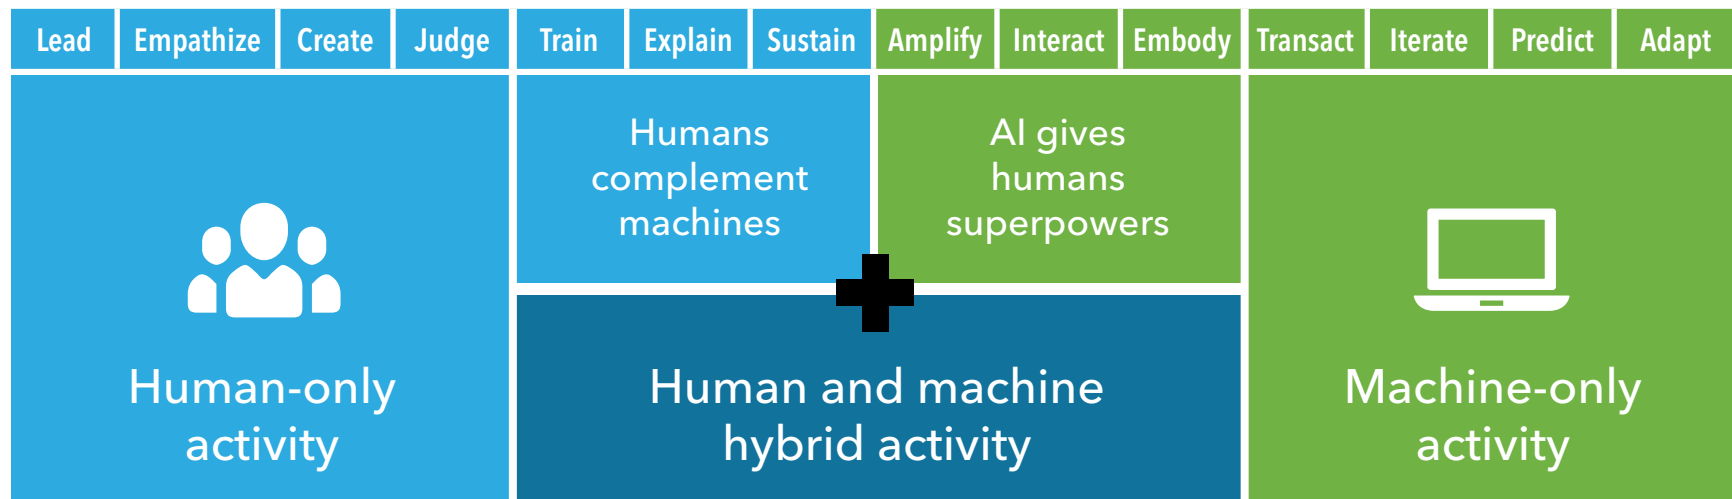 Lead Empathize Create Judge Train Explain Sustain Amplify Interact Embody Transact Iterate Predict Adapt
Humans
complement
machines
AI gives
humans
superpowers
Human-only
activity
Human and machine
hybrid activity
Machine-only
activity